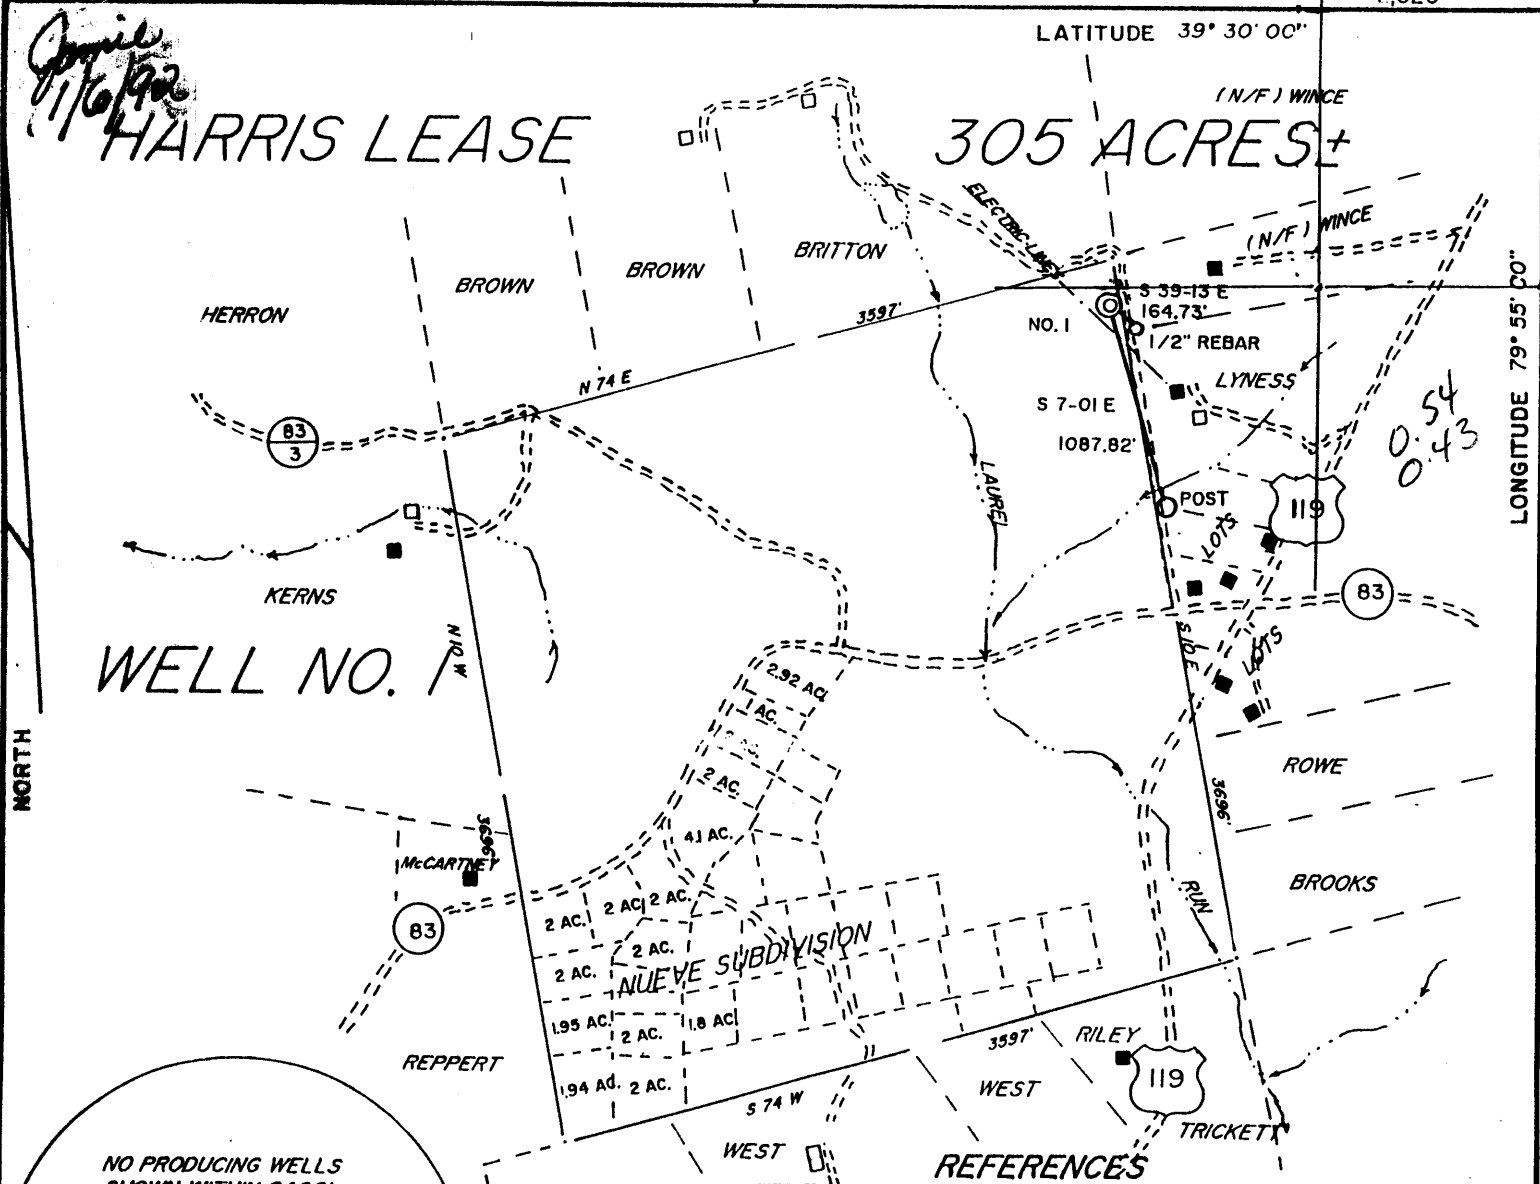 LATITUDE 39° 30' 00"
Jamie
1/6/92
(N/F) WINCE
HARRIS LEASE
305 ACRES±
ELECTRIC LINE
(N/F) WINCE
BROWN
BROWN
BRITTON
HERRON
3597'
S 39-13 E
164.73'
NO. 1
1/2" REBAR
LONGITUDE 79° 55' 00"
N 74 E
LYNESS
S 7-01 E
1087.82'
0.54
0.43
83
3
LAUREL
POST
119
LOTS
KERNS
83
N 10 W
S 10 E
LOTS
WELL NO. 1
2.92 AC.
1 AC.
2 AC.
NORTH
ROWE
3696'
3696'
4.1 AC.
McCARTNEY
BROOKS
RUN
2 AC.
2 AC.
2 AC.
83
2 AC.
2 AC.
NUEVE SUBDIVISION
1.95 AC.
2 AC.
1.8 AC.
3597'
RILEY
REPPERT
1.94 AC.
2 AC.
WEST
119
S 74 W
TRICKETT
WEST
REFERENCES
NO PRODUCING WELLS